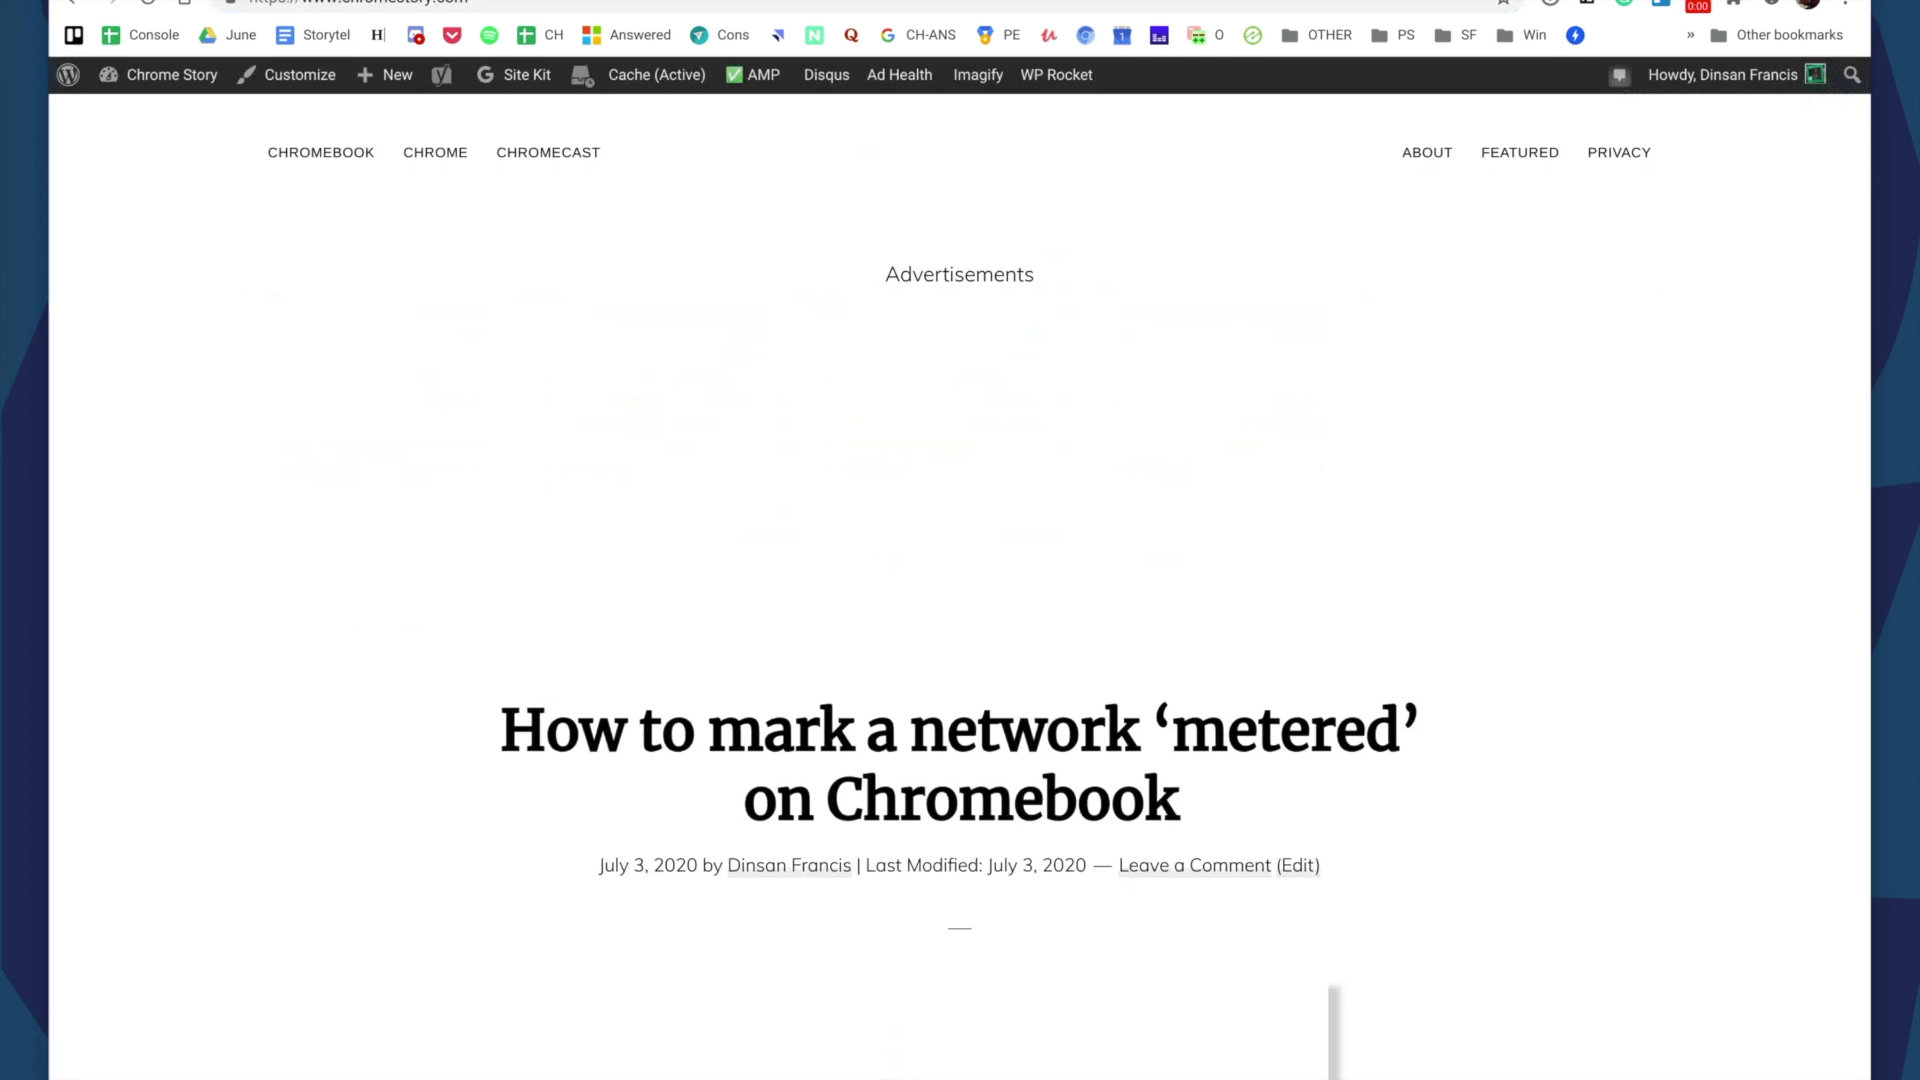 0:00
Console June Storytel H| CH Answered Cons Q CH-ANS PE O OTHER PS SF Win » Other bookmarks
Chrome Story Customize New Site Kit Cache (Active) AMP Disqus Ad Health Imagify WP Rocket Howdy, Dinsan Francis
CHROMEBOOK CHROME CHROMECAST ABOUT FEATURED PRIVACY
Advertisements
How to mark a network ‘metered’
on Chromebook
July 3, 2020 by Dinsan Francis | Last Modified: July 3, 2020 — Leave a Comment (Edit)